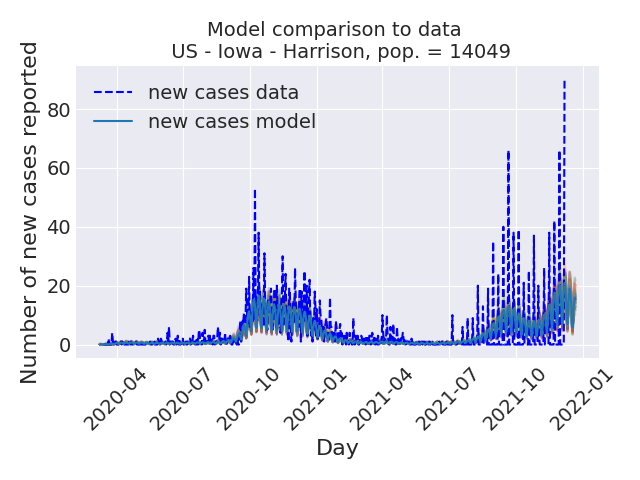 Model comparison to data
US - Iowa - Harrison, pop. = 14049
Number of new cases reported
new cases data
new cases model
80
60
40
20
0
2020-04
2020-07
2020-10
2021-01
2021-04
2021-07
2021-10
2022-01
Day